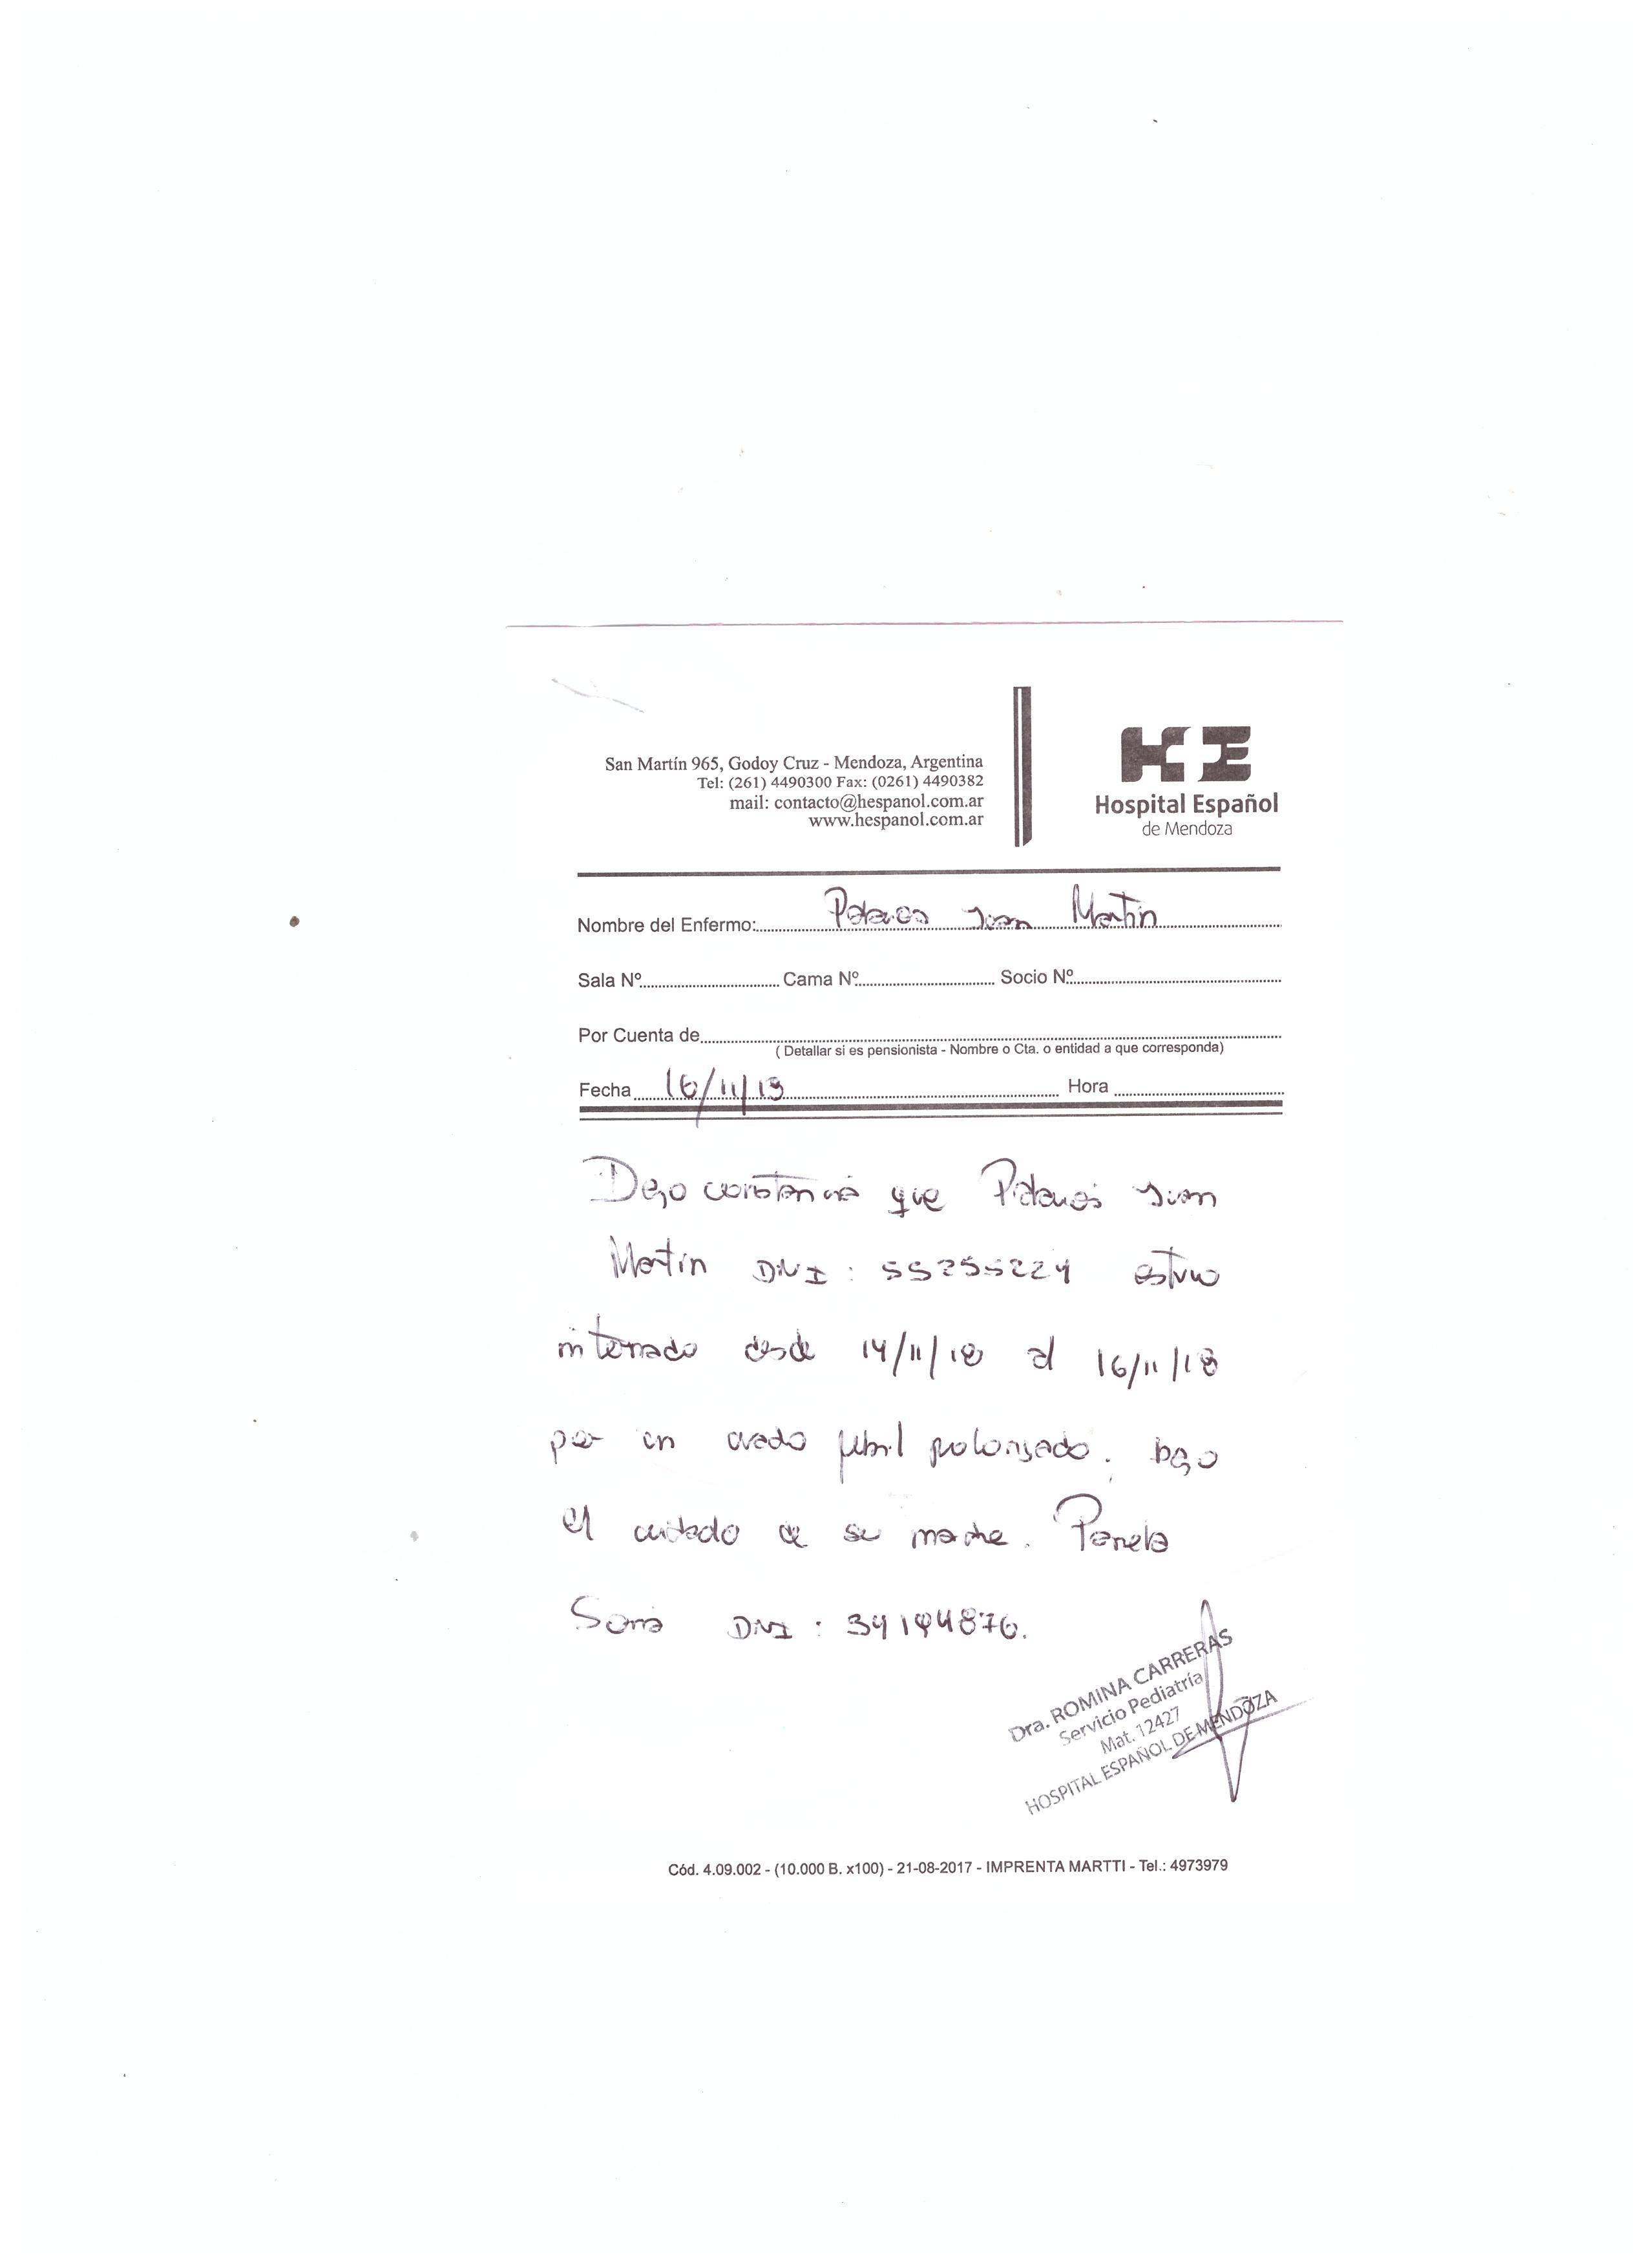 San Martín 965, Godoy Cruz - Mendoza, Argentina
Tel: (261) 4490300 Fax: (0261) 4490382
mail: contacto@hespanol.com.ar
www.hespanol.com.ar
HE
Hospital Español
de Mendoza
Nombre del Enfermo: Juan Martin
Sala Nº Cama Nº Socio Nº
Por Cuenta de
( Detallar si es pensionista - Nombre o Cta. o entidad a que corresponda)
Fecha 16/11/18 Hora
Dejo constancia que Juan
Martín DNI : 55255224 estuvo
internado desde 14/11/18 al 16/11/18
por un cuadro febril prolongado. bajo
el cuidado de su madre. Pamela
Soria DNI : 34144876.
Dra. ROMINA CARRERAS
Servicio Pediatría
Mat. 12427
HOSPITAL ESPAÑOL DE MENDOZA
Cód. 4.09.002 - (10.000 B. x100) - 21-08-2017 - IMPRENTA MARTTI - Tel.: 4973979